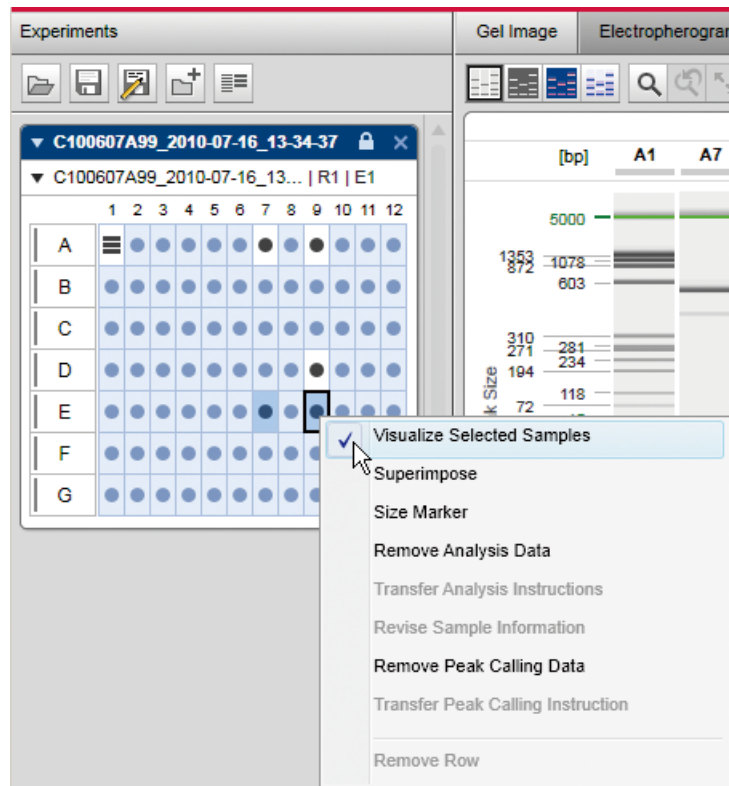 Experiments
Gel Image
Electropherogra
C100607A99_2010-07-16_13-34-37
C100607A99_2010-07-16_13... | R1 | E1
1 2 3 4 5 6 7 8 9 10 11 12
A
B
C
D
E
F
G
[bp] A1 A7
5000
1353
1078
872
603
310
281
271
234
194
118
72
k Size
Visualize Selected Samples
Superimpose
Size Marker
Remove Analysis Data
Transfer Analysis Instructions
Revise Sample Information
Remove Peak Calling Data
Transfer Peak Calling Instruction
Remove Row